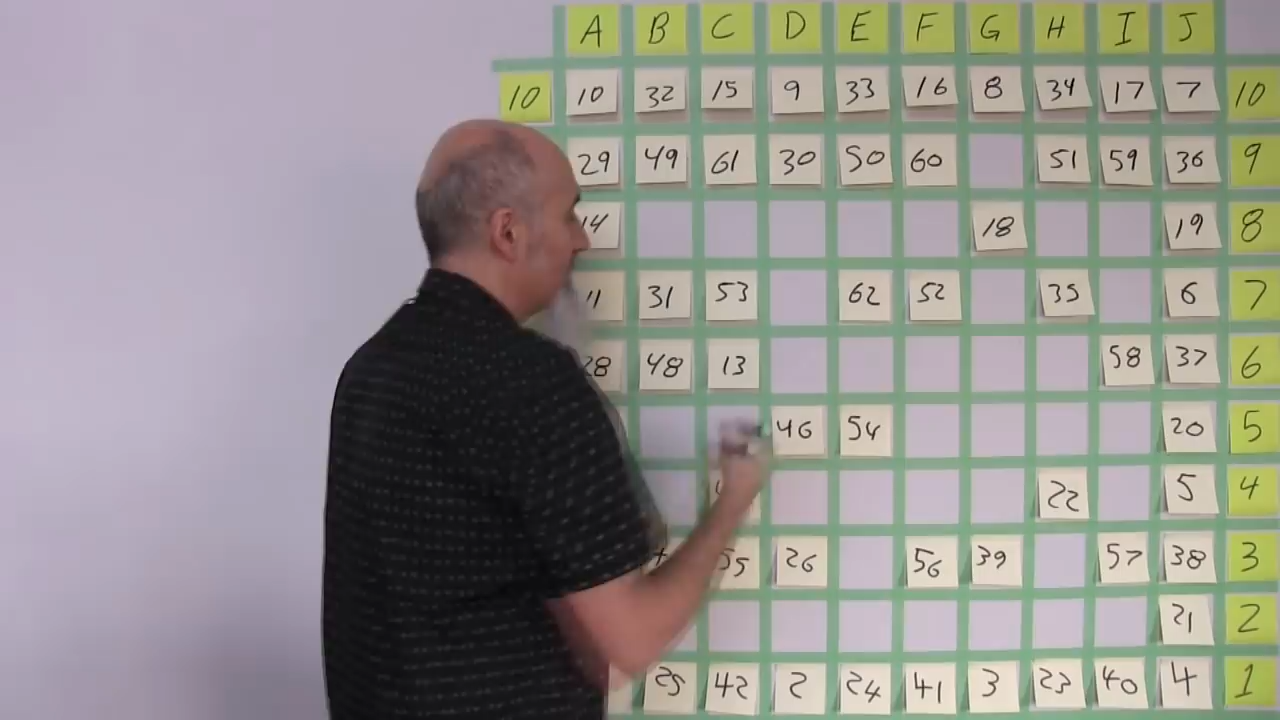 A B C D E F G H I J
10 10 32 15 9 33 16 8 34 17 7 10
29 49 61 30 50 60 51 59 36 9
14 18 19 8
11 31 53 62 52 35 6 7
28 48 13 58 37 6
46 54 20 5
22 5 4
55 26 56 39 57 38 3
21 2
25 42 2 24 41 3 23 40 4 1